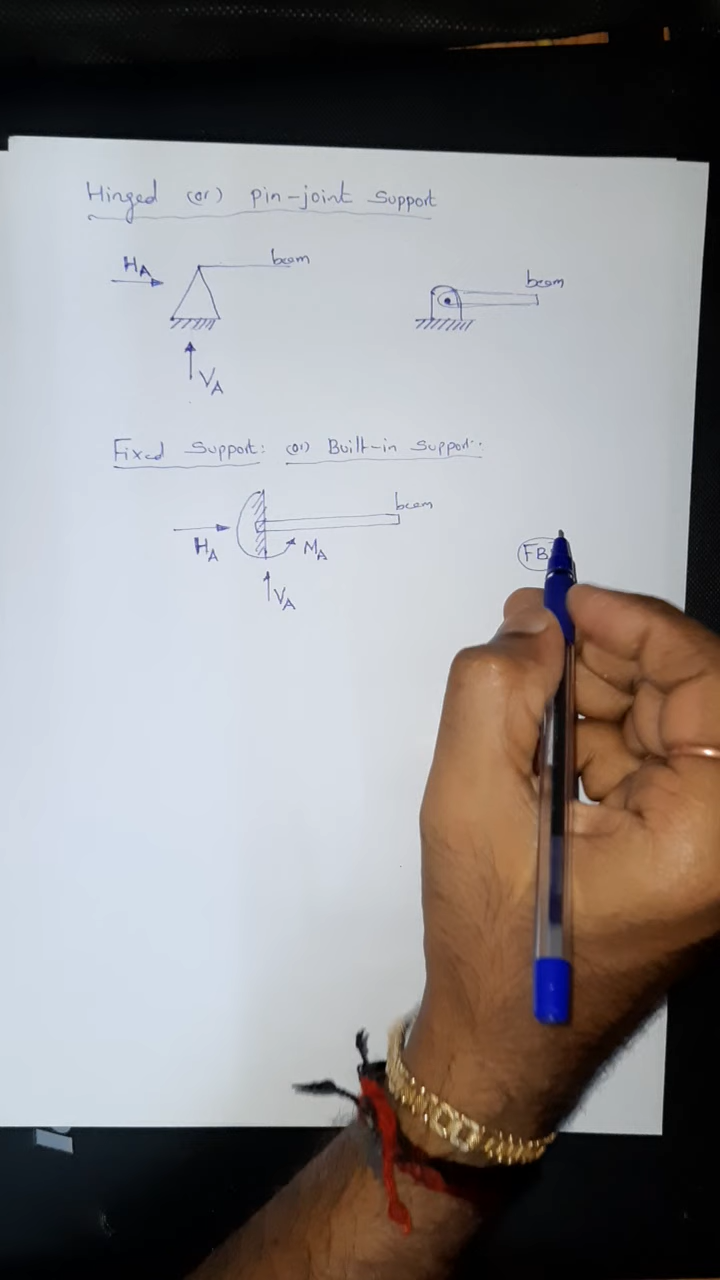 Hinged (or) pin-joint Support
HA
beam
beam
VA
Fixed Support: (or) Built-in Support:
beam
HA
MA
VA